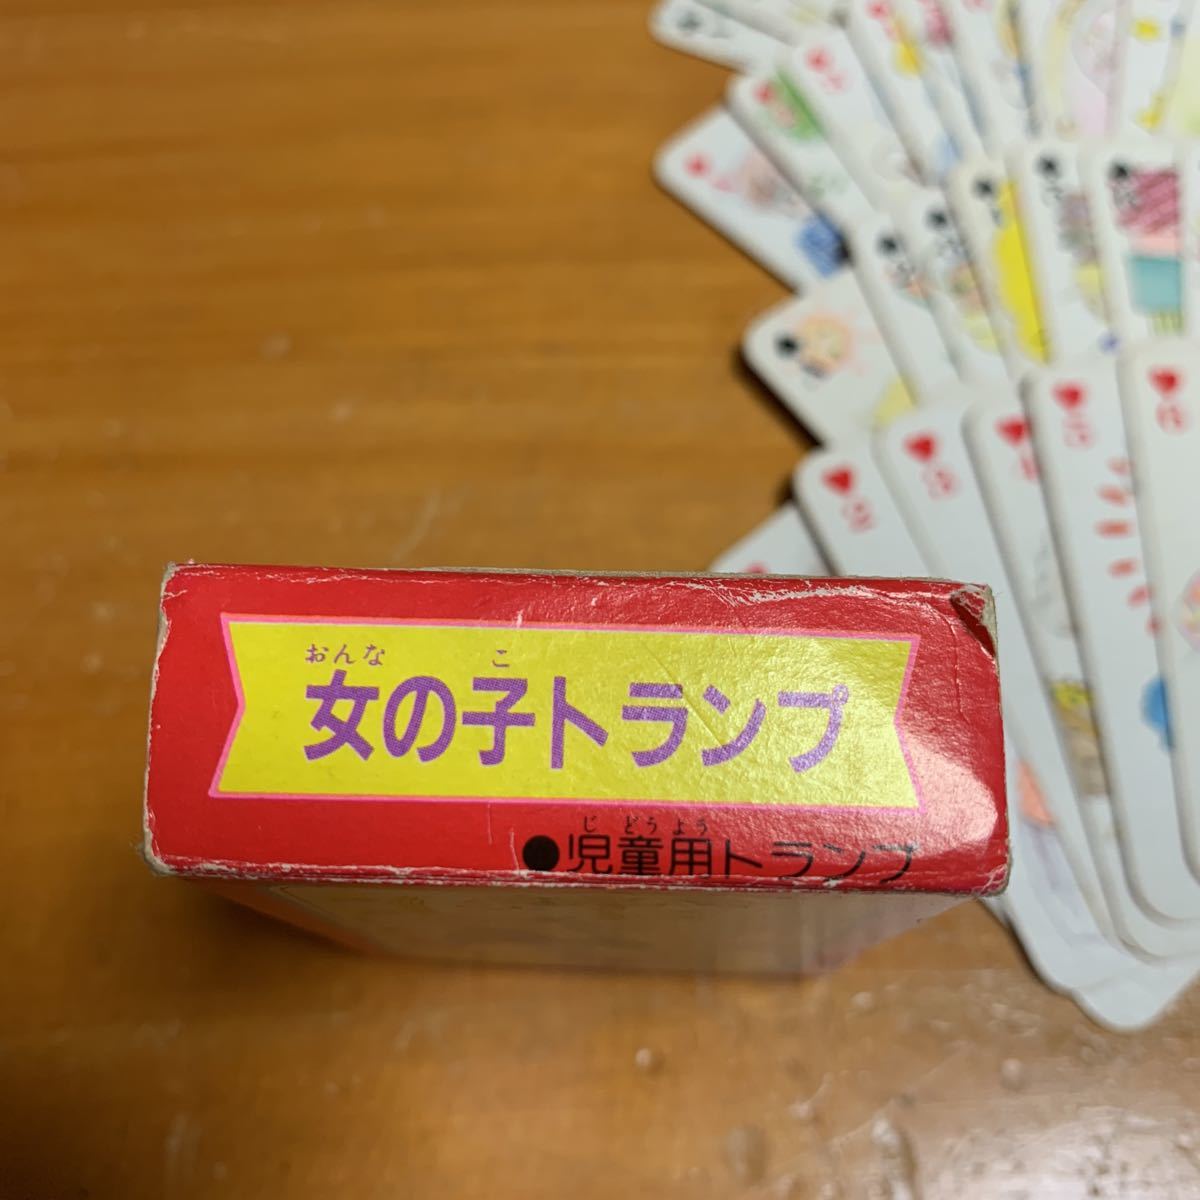 おんな こ
女の子トランプ
じどうよう
●児童用トランプ